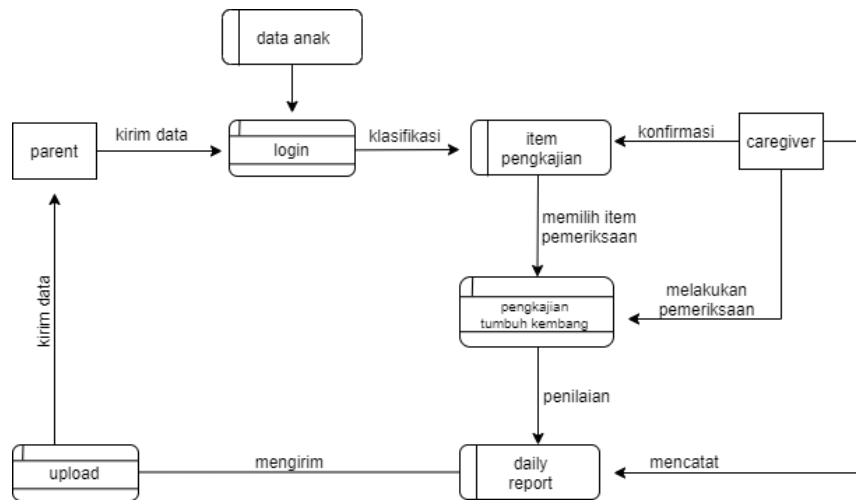 data anak
kirim data
parent
login
klasifikasi
item
pengkajian
konfirmasi
caregiver
memilih item
pemeriksaan
melakukan
pemeriksaan
pengkajian
tumbuh kembang
kirim data
penilaian
upload
mengirim
daily
report
mencatat